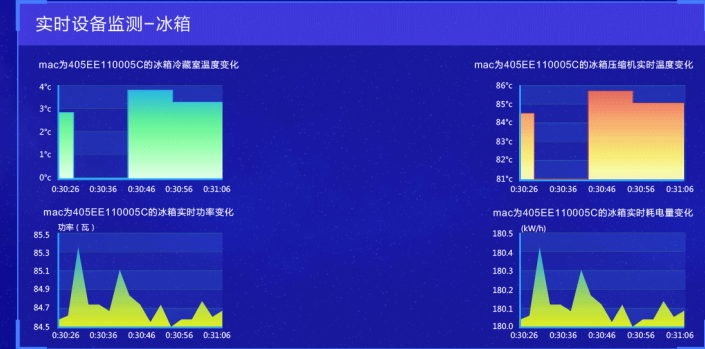 实时设备监测-冰箱
mac为405EE110005C的冰箱冷藏室温度变化
4°c
3°c
2°c
1°c
0°c
0:30:26 0:30:36 0:30:46 0:30:56 0:31:06
mac为405EE110005C的冰箱压缩机实时温度变化
86°c
85°c
84°c
83°c
82°c
81°c
0:30:26 0:30:36 0:30:46 0:30:56 0:31:06
mac为405EE110005C的冰箱实时功率变化
功率（瓦）
85.5
85.3
85.1
84.9
84.7
84.5
0:30:26 0:30:36 0:30:46 0:30:56 0:31:06
mac为405EE110005C的冰箱实时耗电量变化
(kW/h)
180.5
180.4
180.3
180.2
180.1
180.0
0:30:26 0:30:36 0:30:46 0:30:56 0:31:06